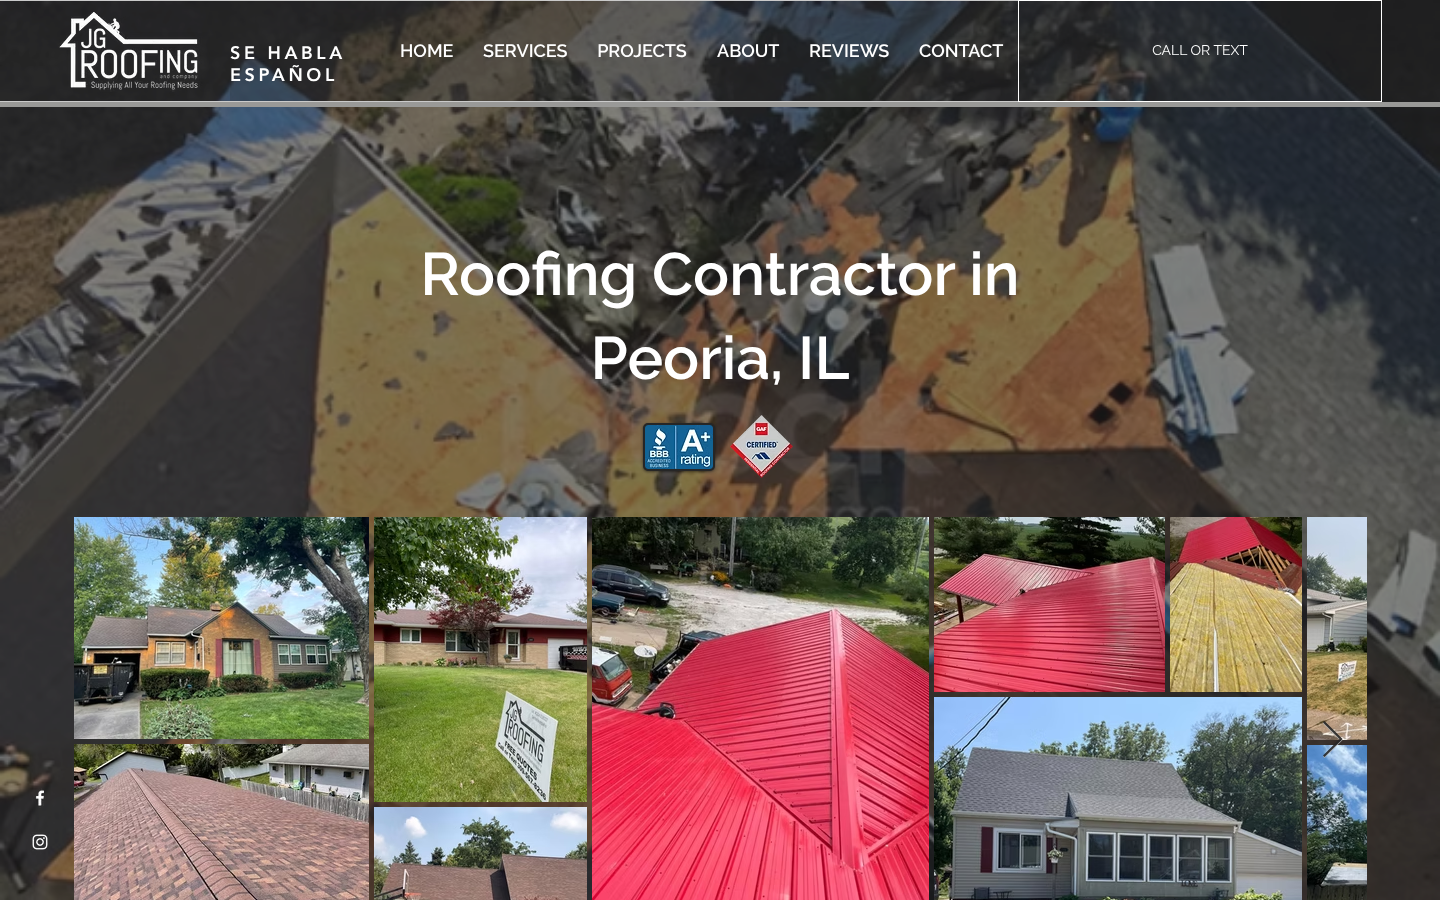 JG
ROOFING
and company
Supplying All Your Roofing Needs
SE HABLA
ESPAÑOL
HOME
SERVICES
PROJECTS
ABOUT
REVIEWS
CONTACT
CALL OR TEXT
Roofing Contractor in
Peoria, IL
BBB
ACCREDITED
BUSINESS
A+
rating
GAF
CERTIFIED
JG
ROOFING
FREE QUOTES